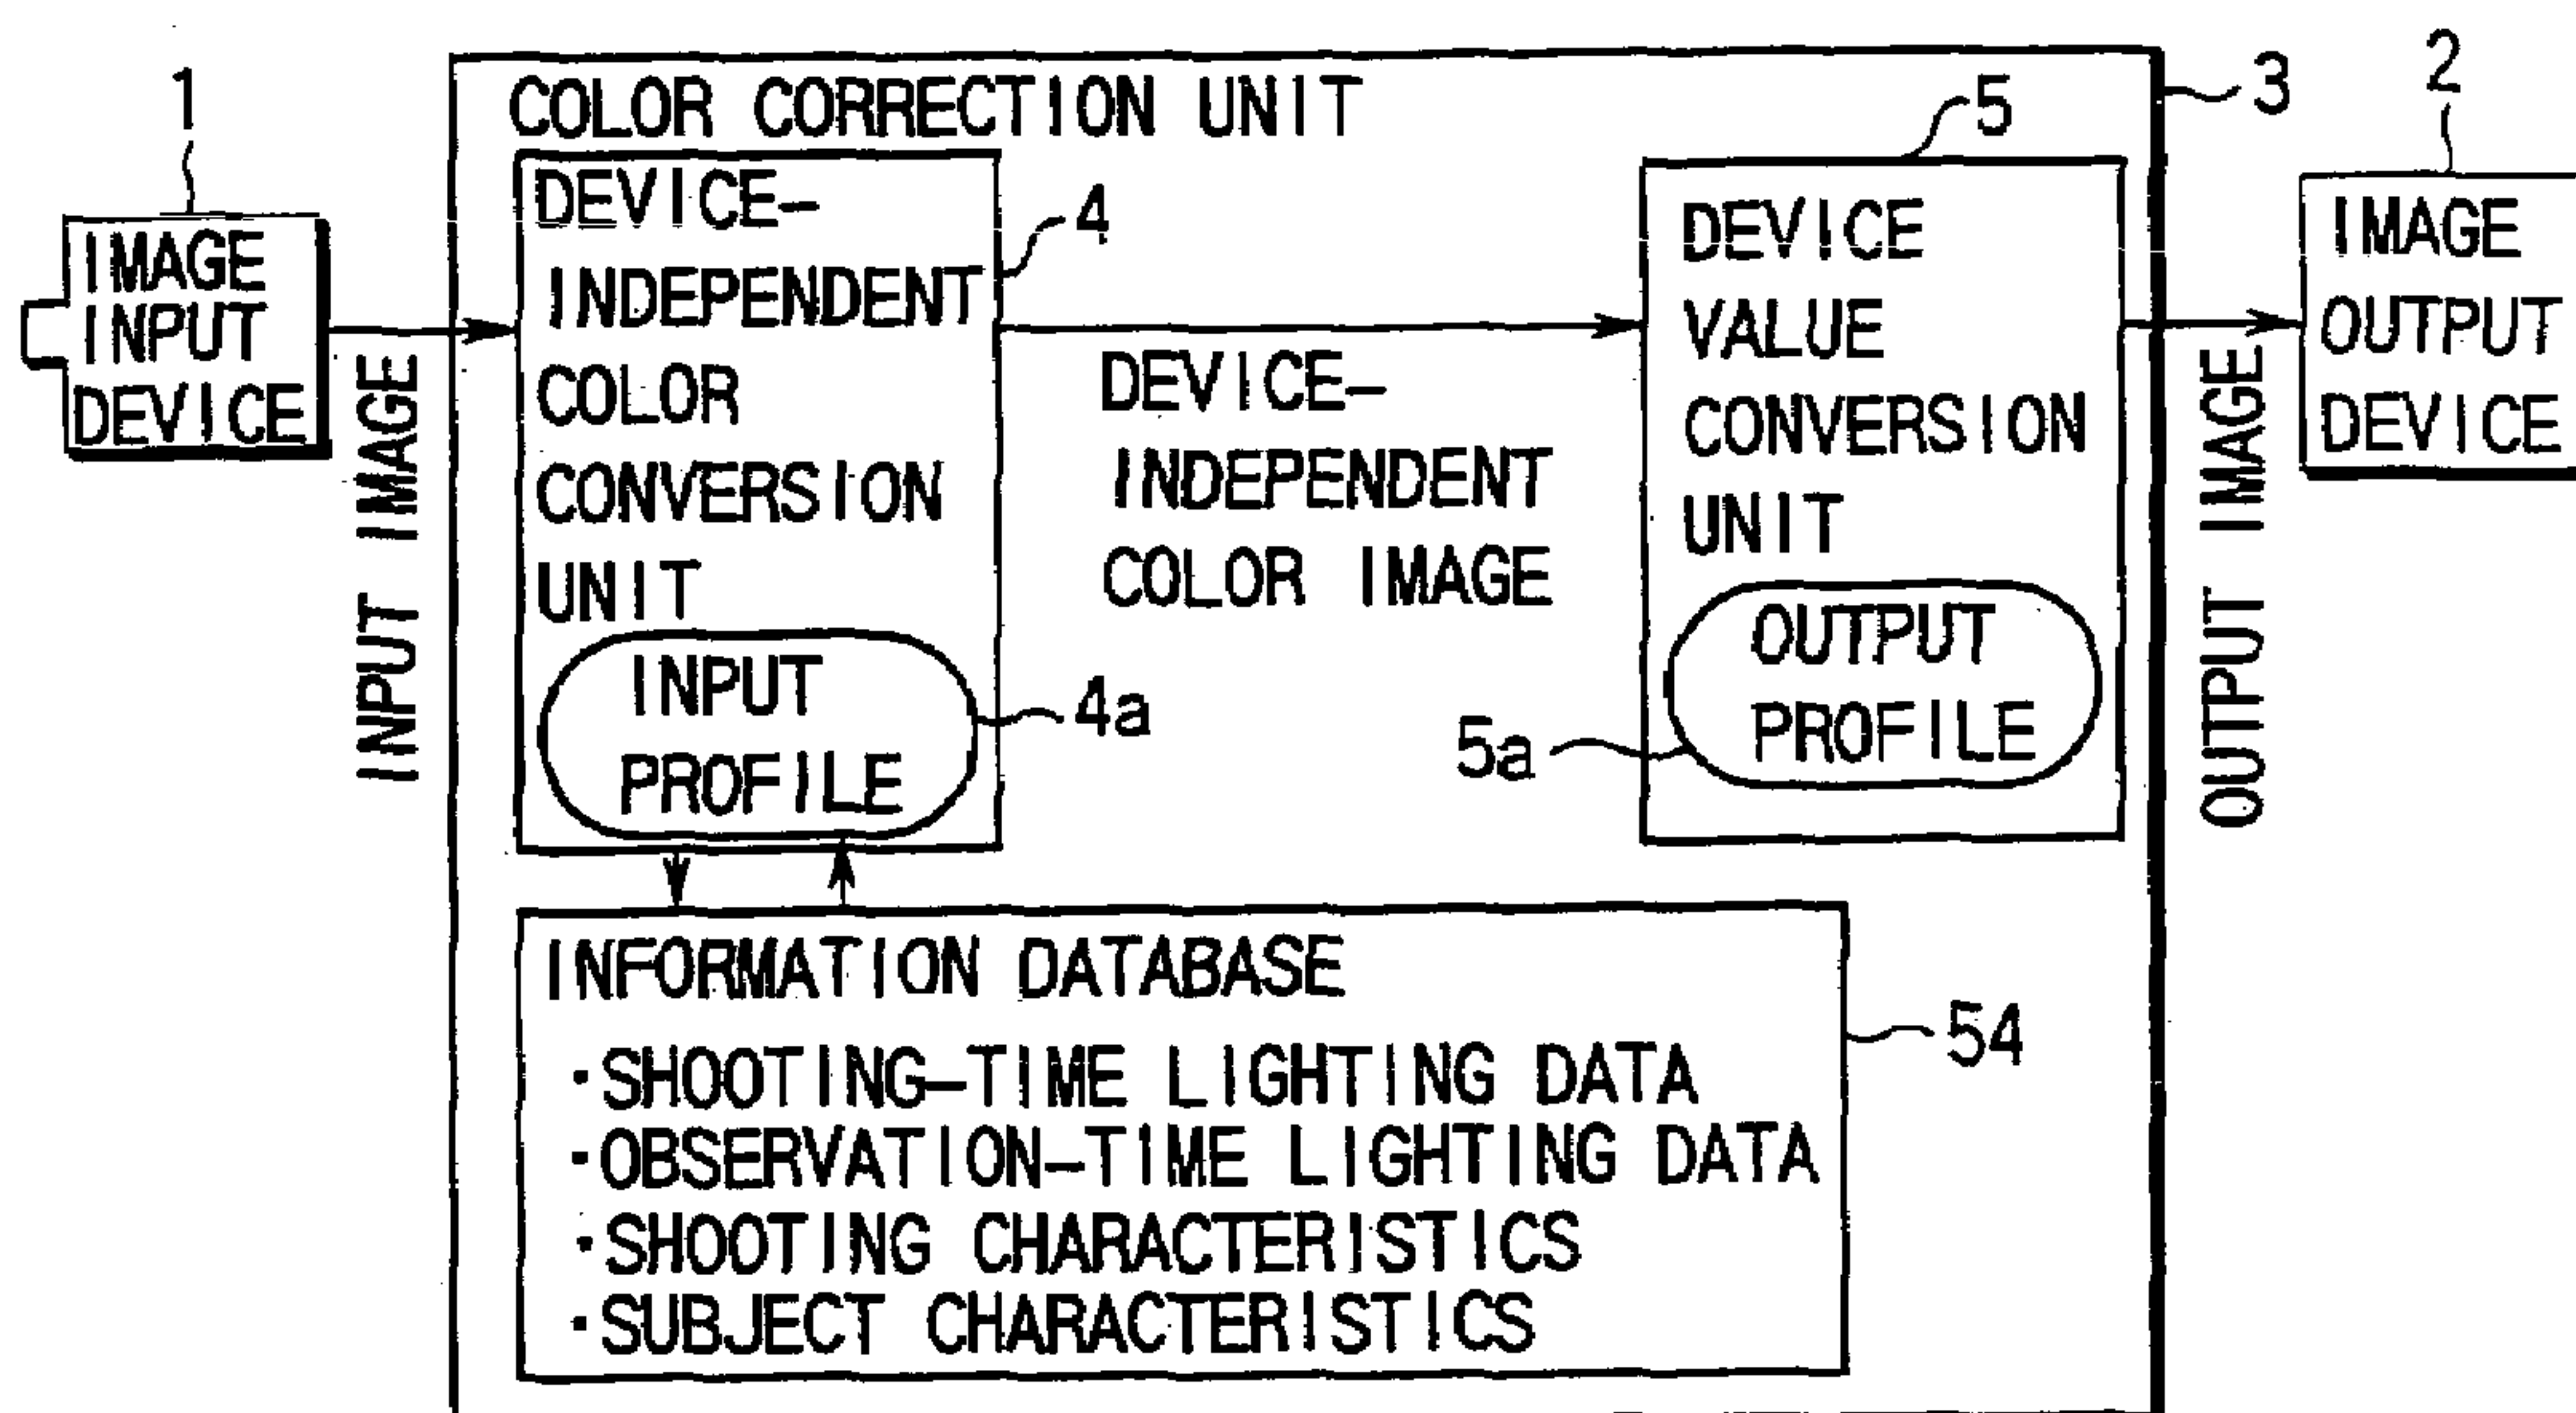 1
IMAGE
INPUT
DEVICE
INPUT IMAGE
COLOR CORRECTION UNIT
3
DEVICE-
INDEPENDENT
COLOR
CONVERSION
UNIT
4
INPUT
PROFILE
4a
DEVICE-
INDEPENDENT
COLOR IMAGE
5
DEVICE
VALUE
CONVERSION
UNIT
OUTPUT
PROFILE
5a
OUTPUT IMAGE
2
IMAGE
OUTPUT
DEVICE
INFORMATION DATABASE
·SHOOTING-TIME LIGHTING DATA
·OBSERVATION-TIME LIGHTING DATA
·SHOOTING CHARACTERISTICS
·SUBJECT CHARACTERISTICS
54